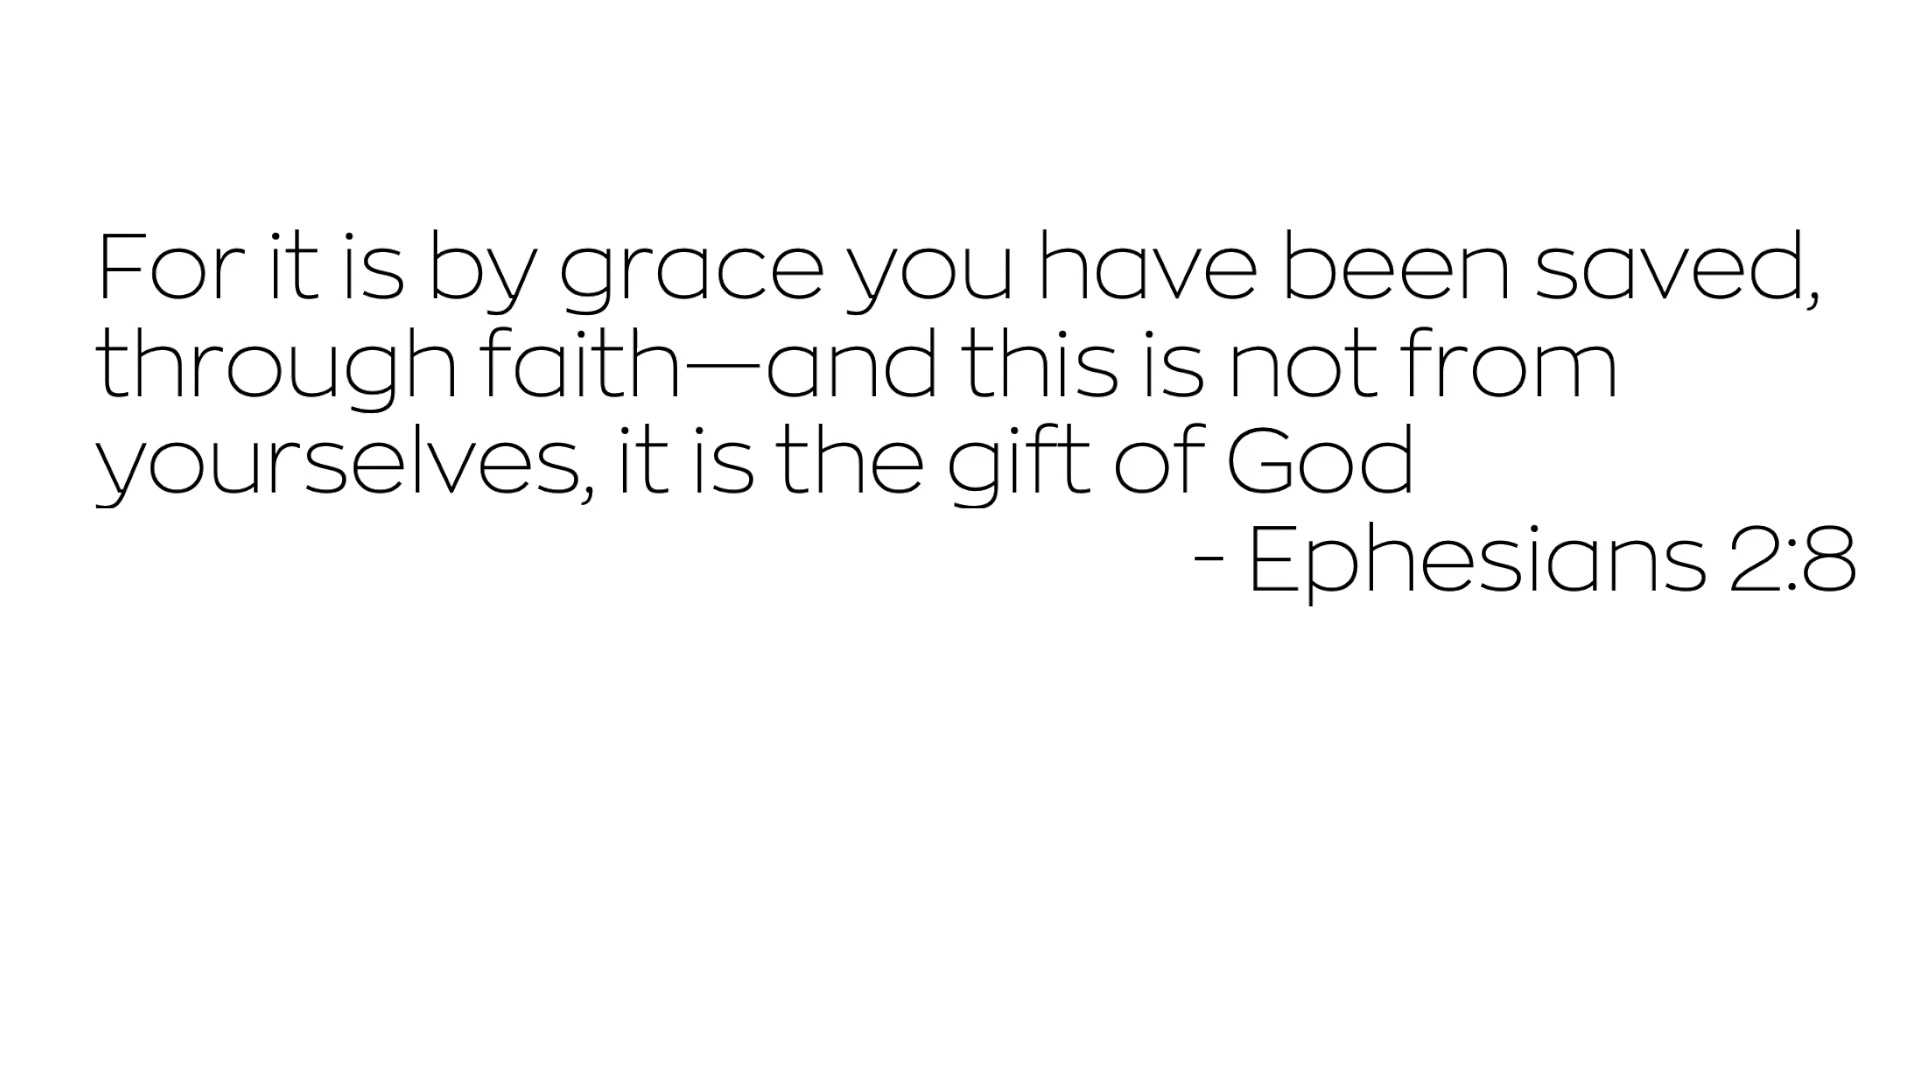 For it is by grace you have been saved,
through faith—and this is not from
yourselves, it is the gift of God
- Ephesians 2:8